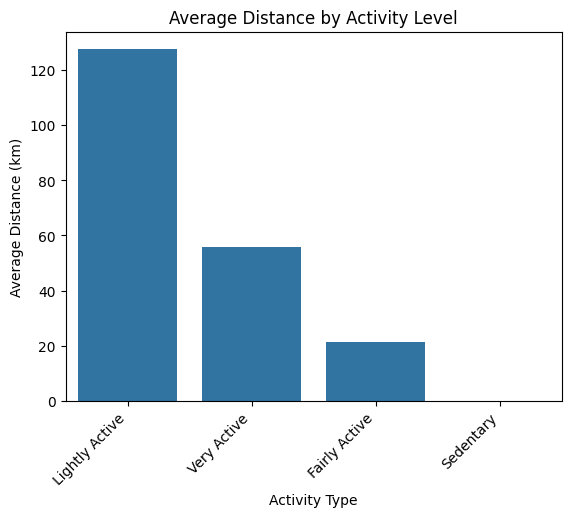 Average Distance by Activity Level
Average Distance (km)
120
100
80
60
40
20
0
Lightly Active
Very Active
Fairly Active
Sedentary
Activity Type